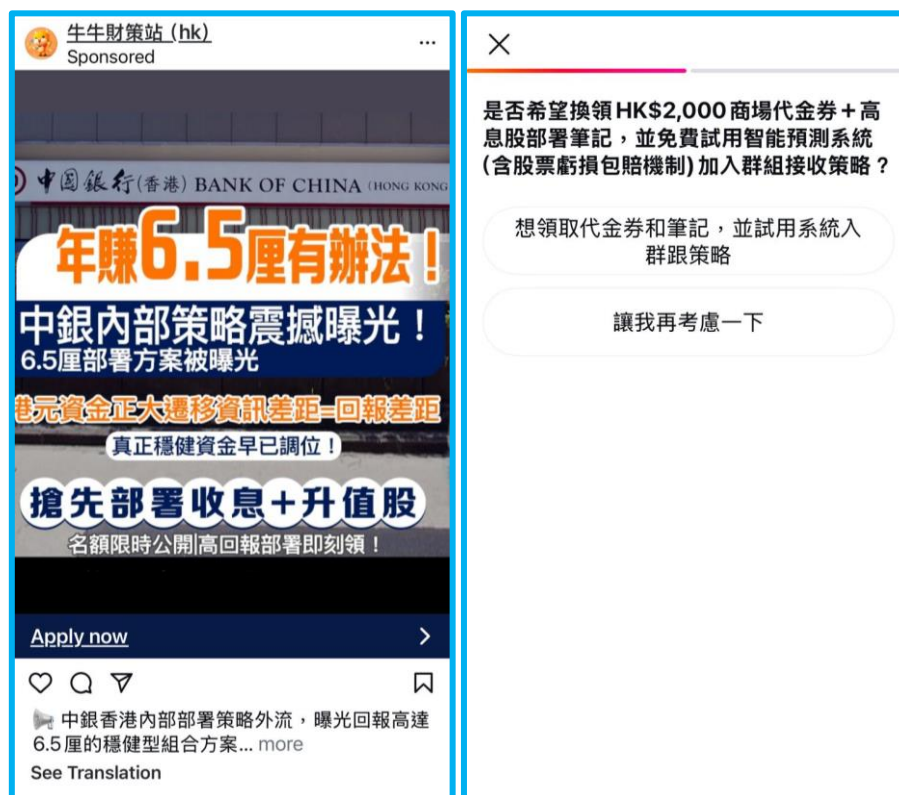 牛牛財策站 (hk)
Sponsored
中國銀行(香港) BANK OF CHINA (HONG KONG
年賺6.5厘有辦法！
中銀內部策略震撼曝光！
6.5厘部署方案被曝光
港元資金正大遷移資訊差距=回報差距
真正穩健資金早已調位！
搶先部署收息+升值股
名額限時公開|高回報部署即刻領！
Apply now
中銀香港內部部署策略外流，曝光回報高達
6.5厘的穩健型組合方案... more
See Translation
是否希望換領HK$2,000商場代金券+高
息股部署筆記，並免費試用智能預測系統
(含股票虧損包賠機制)加入群組接收策略？
想領取代金券和筆記，並試用系統入
群跟策略
讓我再考慮一下